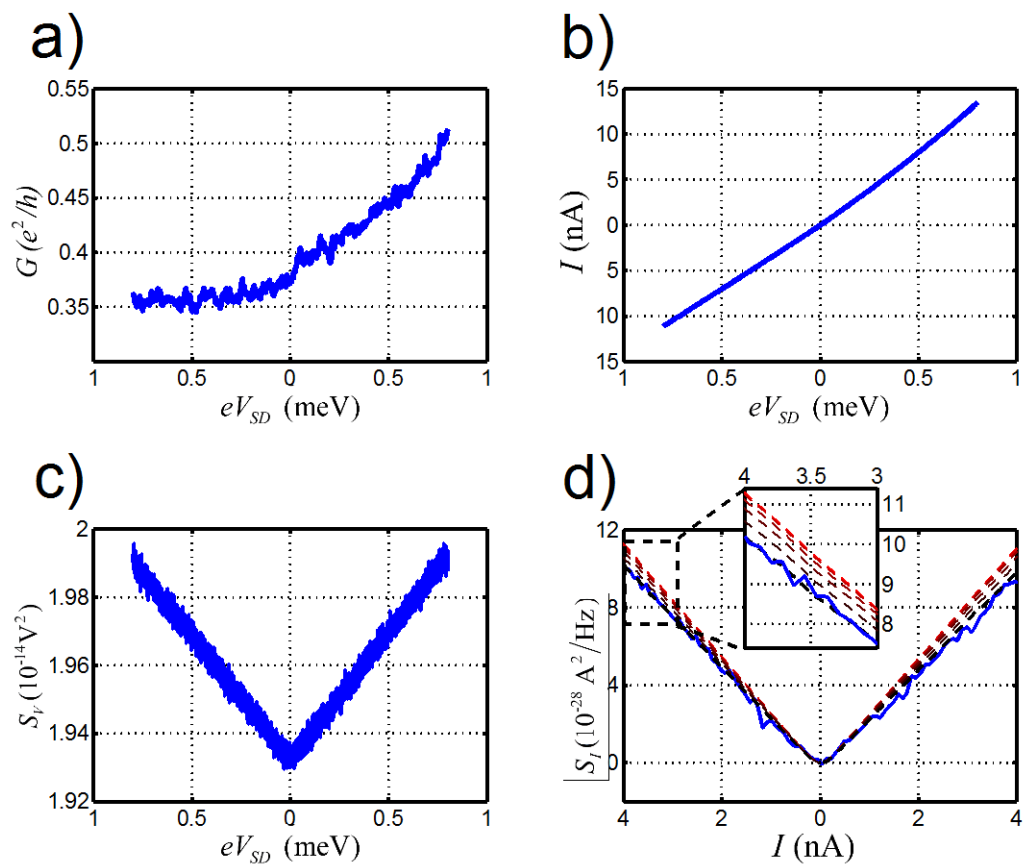 a)
0.55
0.5
0.45
0.4
0.35
G (e²/h)
1 0.5 0 0.5 1
eV_SD (meV)
b)
15
10
5
0
5
10
15
I (nA)
1 0.5 0 0.5 1
eV_SD (meV)
c)
2
1.98
1.96
1.94
1.92
S_V (10⁻¹⁴V²)
1 0.5 0 0.5 1
eV_SD (meV)
d)
4 3.5 3
11
10
9
8
12
8
4
0
S_I (10⁻²⁸ A²/Hz)
4 2 0 2 4
I (nA)